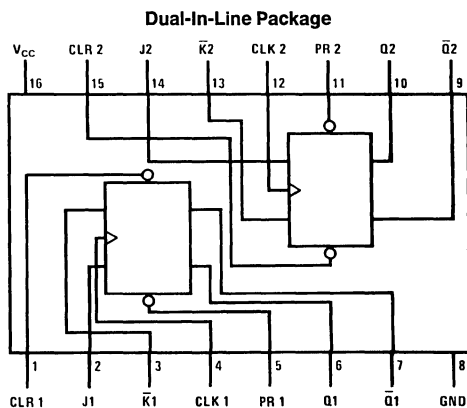 Dual-In-Line Package
V_CC CLR 2 J2 K̅2 CLK 2 PR 2 Q2 Q̅2
16 15 14 13 12 11 10 9
1 2 3 4 5 6 7 8
CLR 1 J1 K̅1 CLK 1 PR 1 Q1 Q̅1 GND